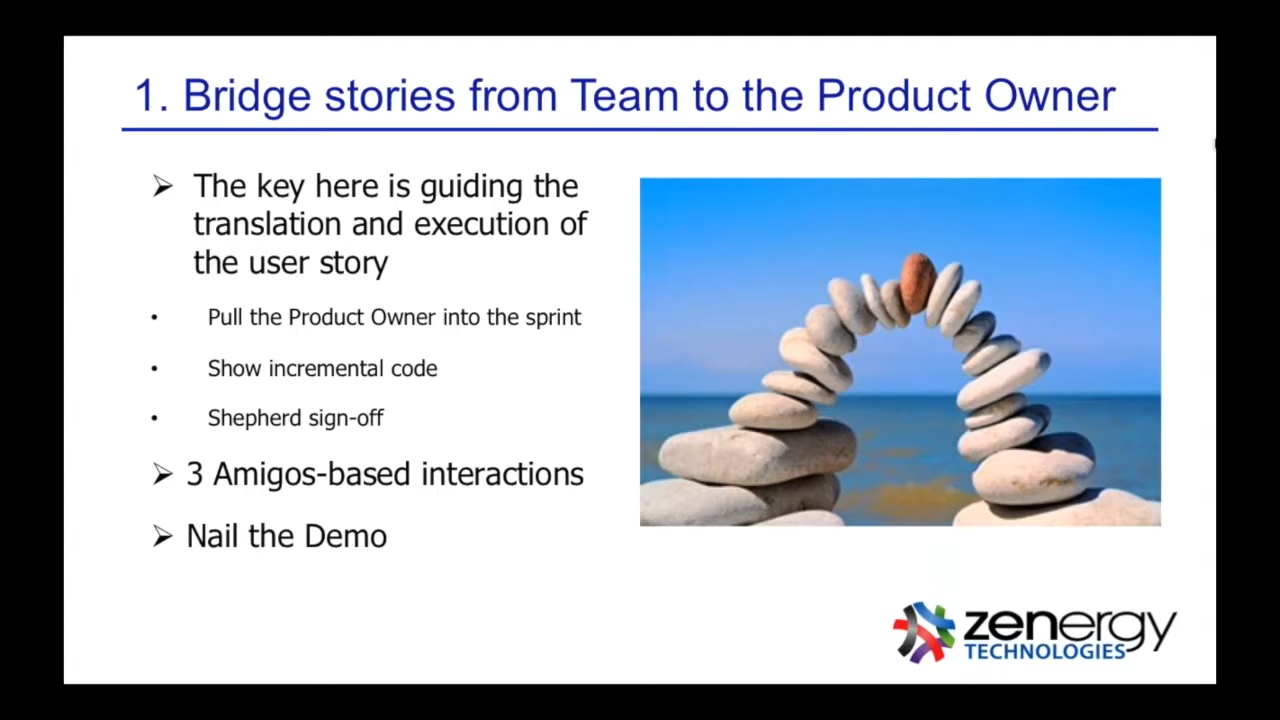 1. Bridge stories from Team to the Product Owner
➢ The key here is guiding the
translation and execution of
the user story
• Pull the Product Owner into the sprint
• Show incremental code
• Shepherd sign-off
➢ 3 Amigos-based interactions
➢ Nail the Demo
zenergy
TECHNOLOGIES